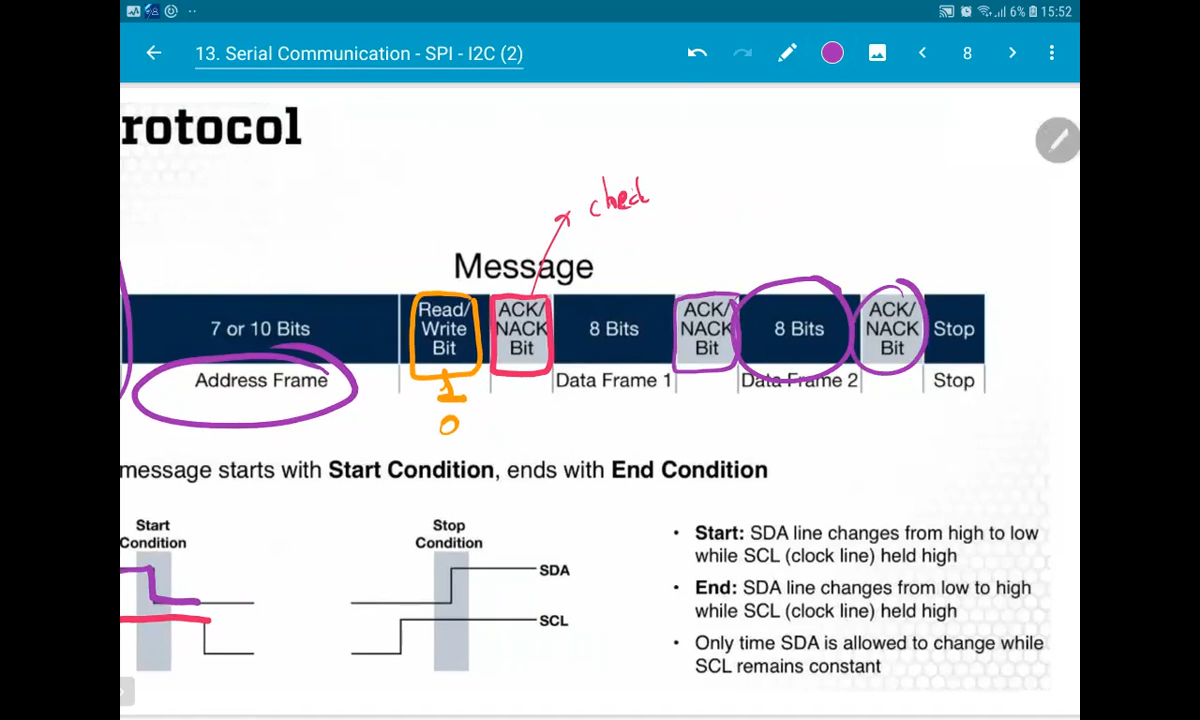 6% 15:52
13. Serial Communication - SPI - I2C (2)
8
rotocol
Message
7 or 10 Bits
Read/
Write
Bit
ACK/
NACK
Bit
8 Bits
ACK/
NACK
Bit
8 Bits
ACK/
NACK
Bit
Stop
Address Frame
Data Frame 1
Data Frame 2
Stop
1
0
message starts with Start Condition, ends with End Condition
Start
Condition
Stop
Condition
SDA
SCL
• Start: SDA line changes from high to low
while SCL (clock line) held high
• End: SDA line changes from low to high
while SCL (clock line) held high
• Only time SDA is allowed to change while
SCL remains constant